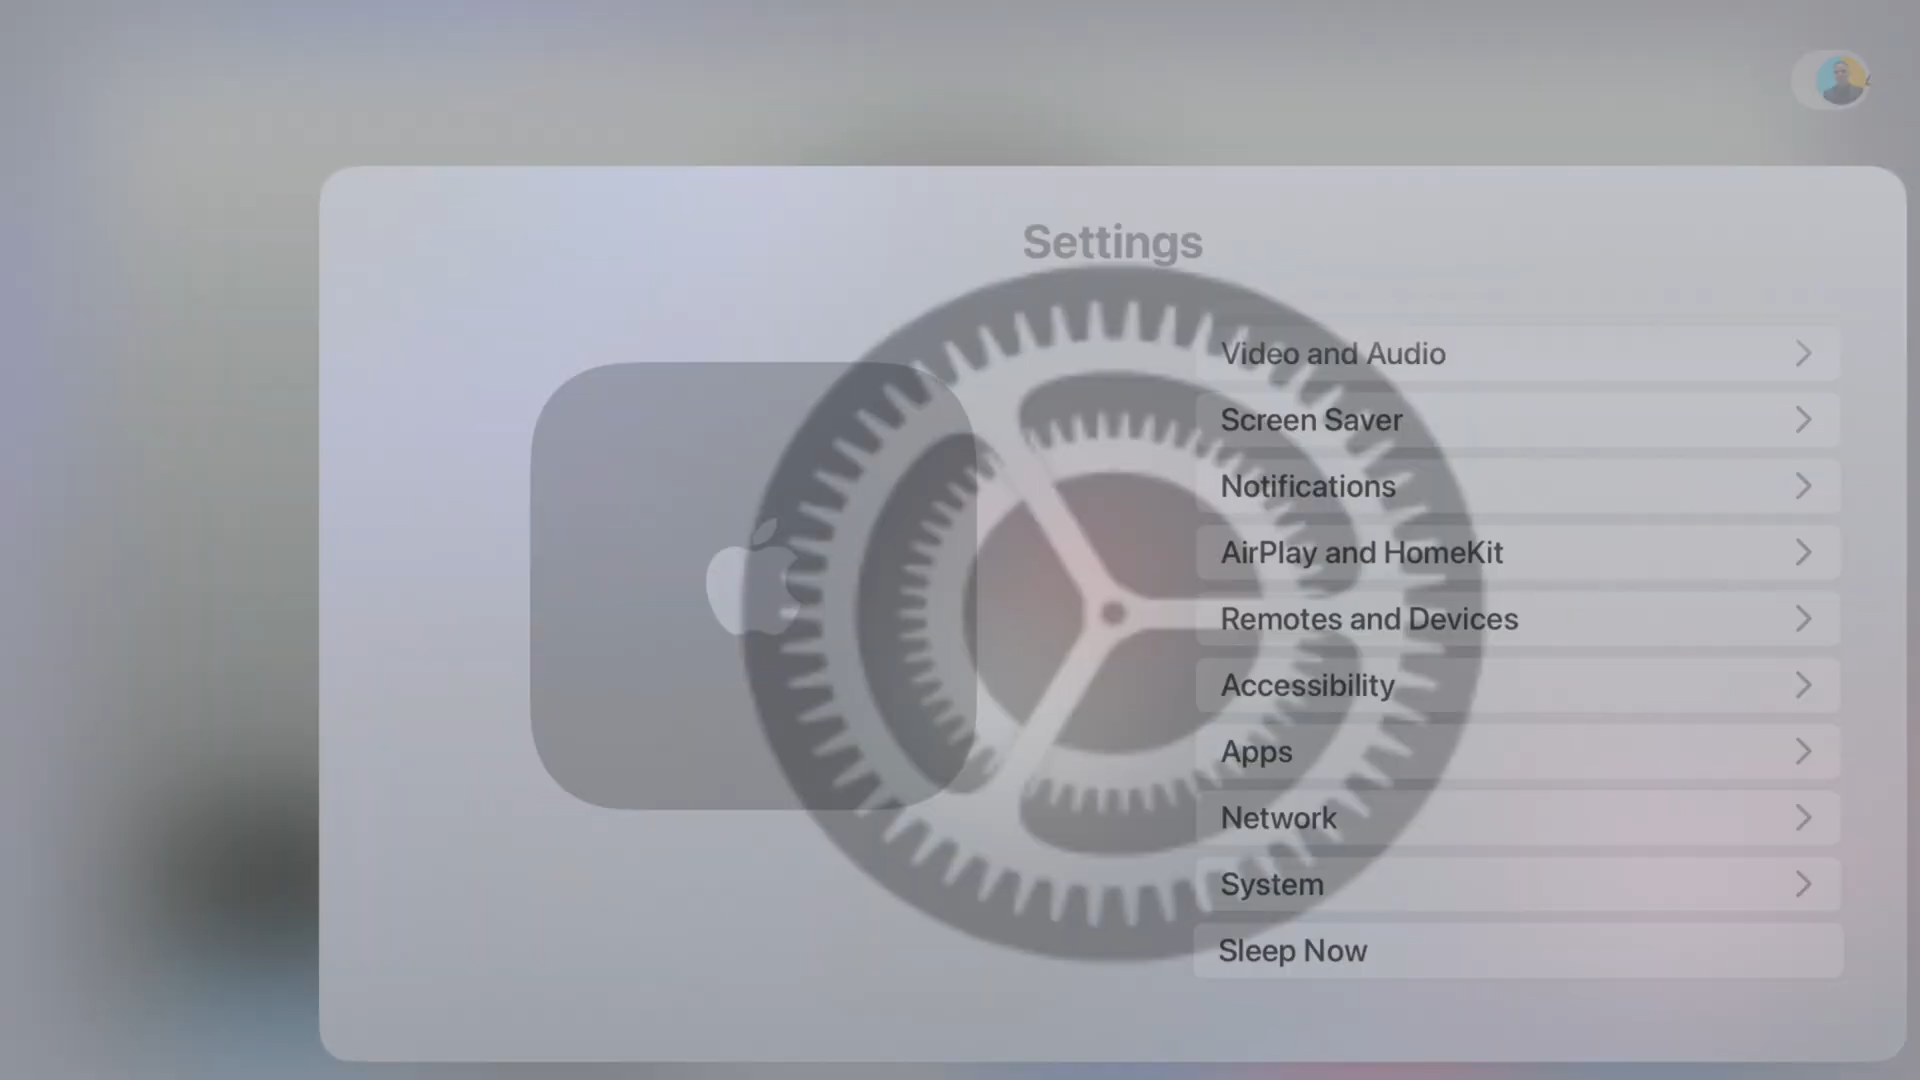 Settings
Video and Audio
Screen Saver
Notifications
AirPlay and HomeKit
Remotes and Devices
Accessibility
Apps
Network
System
Sleep Now